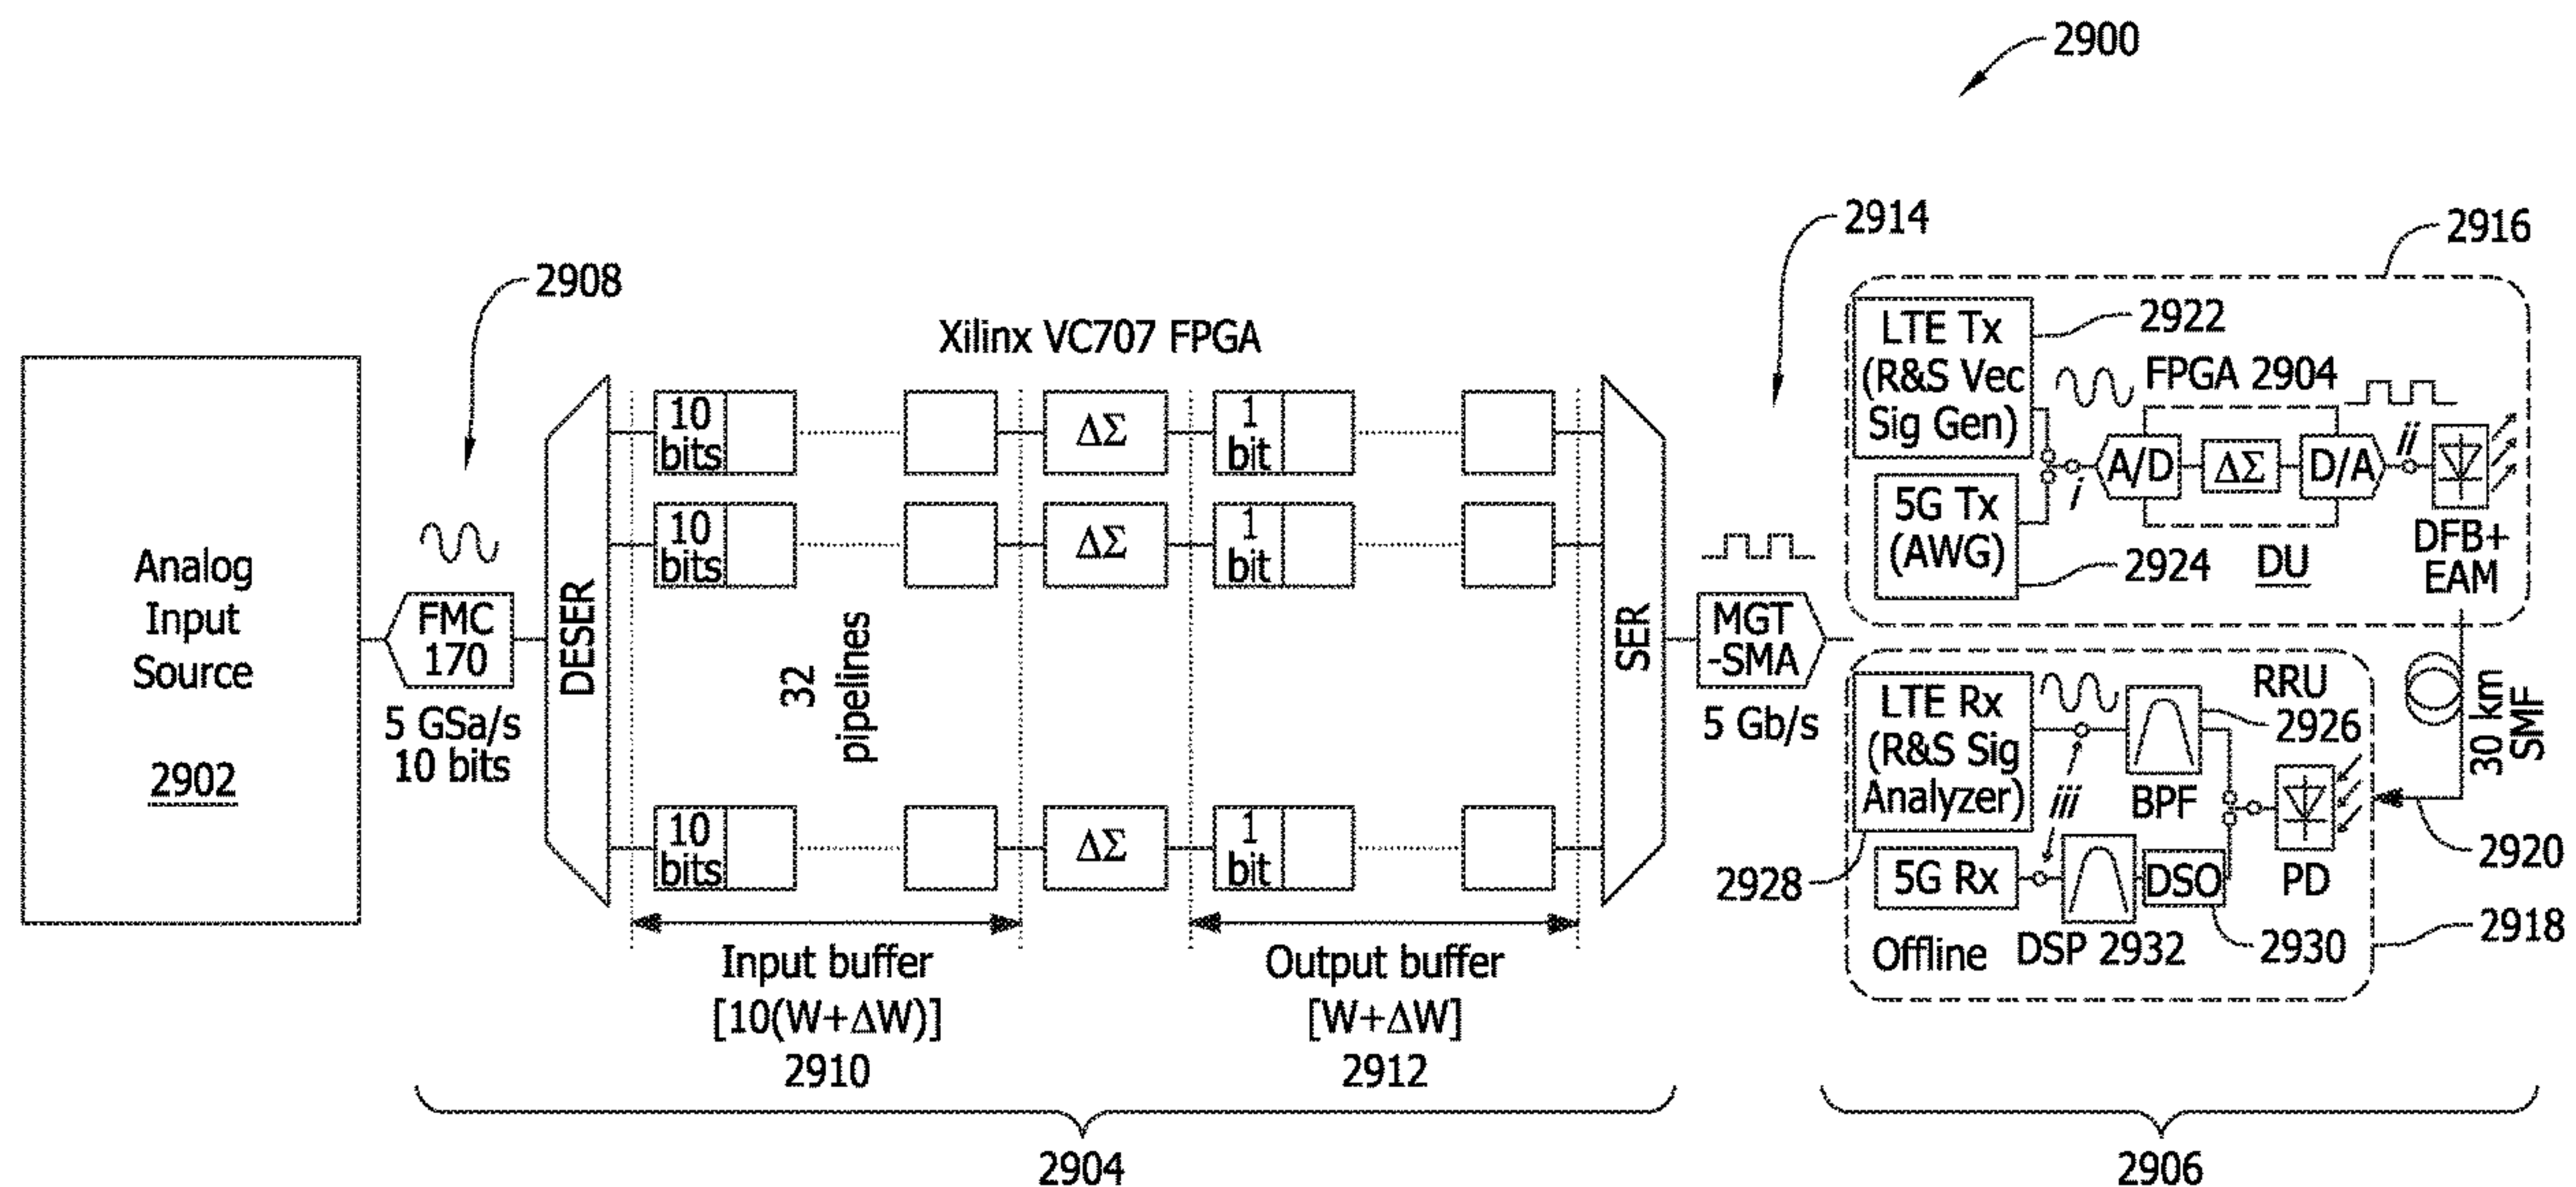 2900
2914
2916
2908
Xilinx VC707 FPGA
Analog
Input
Source
2902
FMC
170
5 GSa/s
10 bits
DESER
10
bits
ΔΣ
1
bit
10
bits
ΔΣ
1
bit
32
pipelines
10
bits
ΔΣ
1
bit
SER
MGT
-SMA
5 Gb/s
Input buffer
[10(W+ΔW)]
2910
Output buffer
[W+ΔW]
2912
2904
LTE Tx
(R&S Vec
Sig Gen)
2922
FPGA 2904
i
A/D
ΔΣ
D/A
ii
5G Tx
(AWG)
2924
DU
DFB+
EAM
30 km
SMF
2920
LTE Rx
(R&S Sig
Analyzer)
iii
BPF
RRU
2926
PD
2928
5G Rx
DSO
Offline
DSP 2932
2930
2918
2906